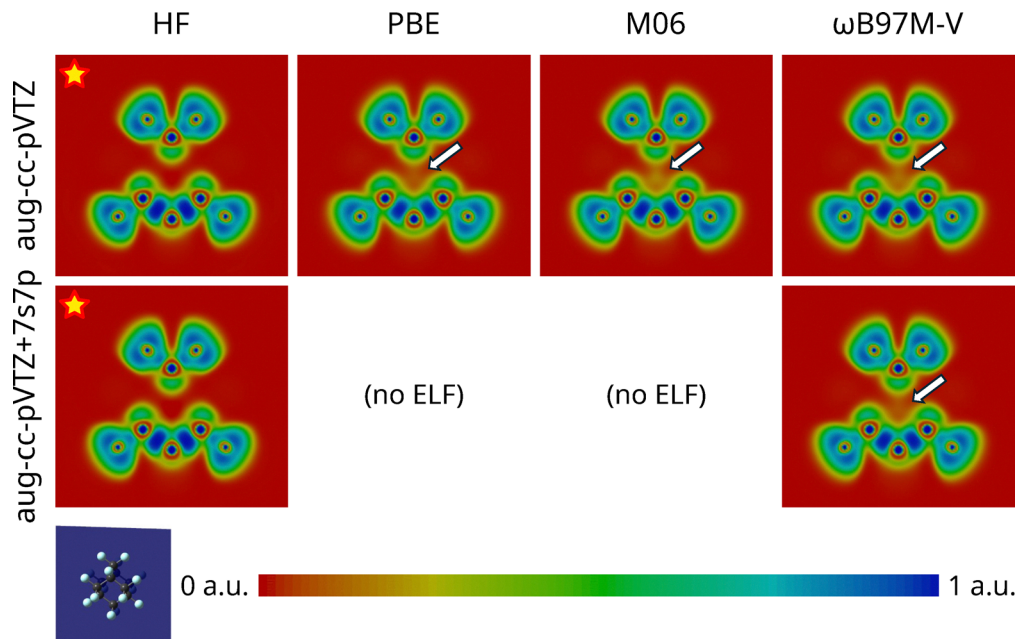 HF PBE M06 ωB97M-V
aug-cc-pVTZ
aug-cc-pVTZ+7s7p
(no ELF) (no ELF)
0 a.u. 1 a.u.